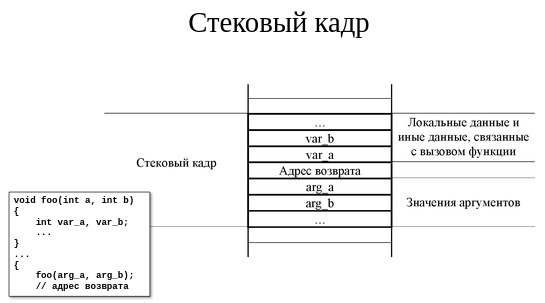 Стековый кадр
...
var_b
var_a
Адрес возврата
arg_a
arg_b
...
Стековый кадр
Локальные данные и
иные данные, связанные
с вызовом функции
Значения аргументов
void foo(int a, int b)
{
    int var_a, var_b;
    ...
}
...
{
    foo(arg_a, arg_b);
    // адрес возврата